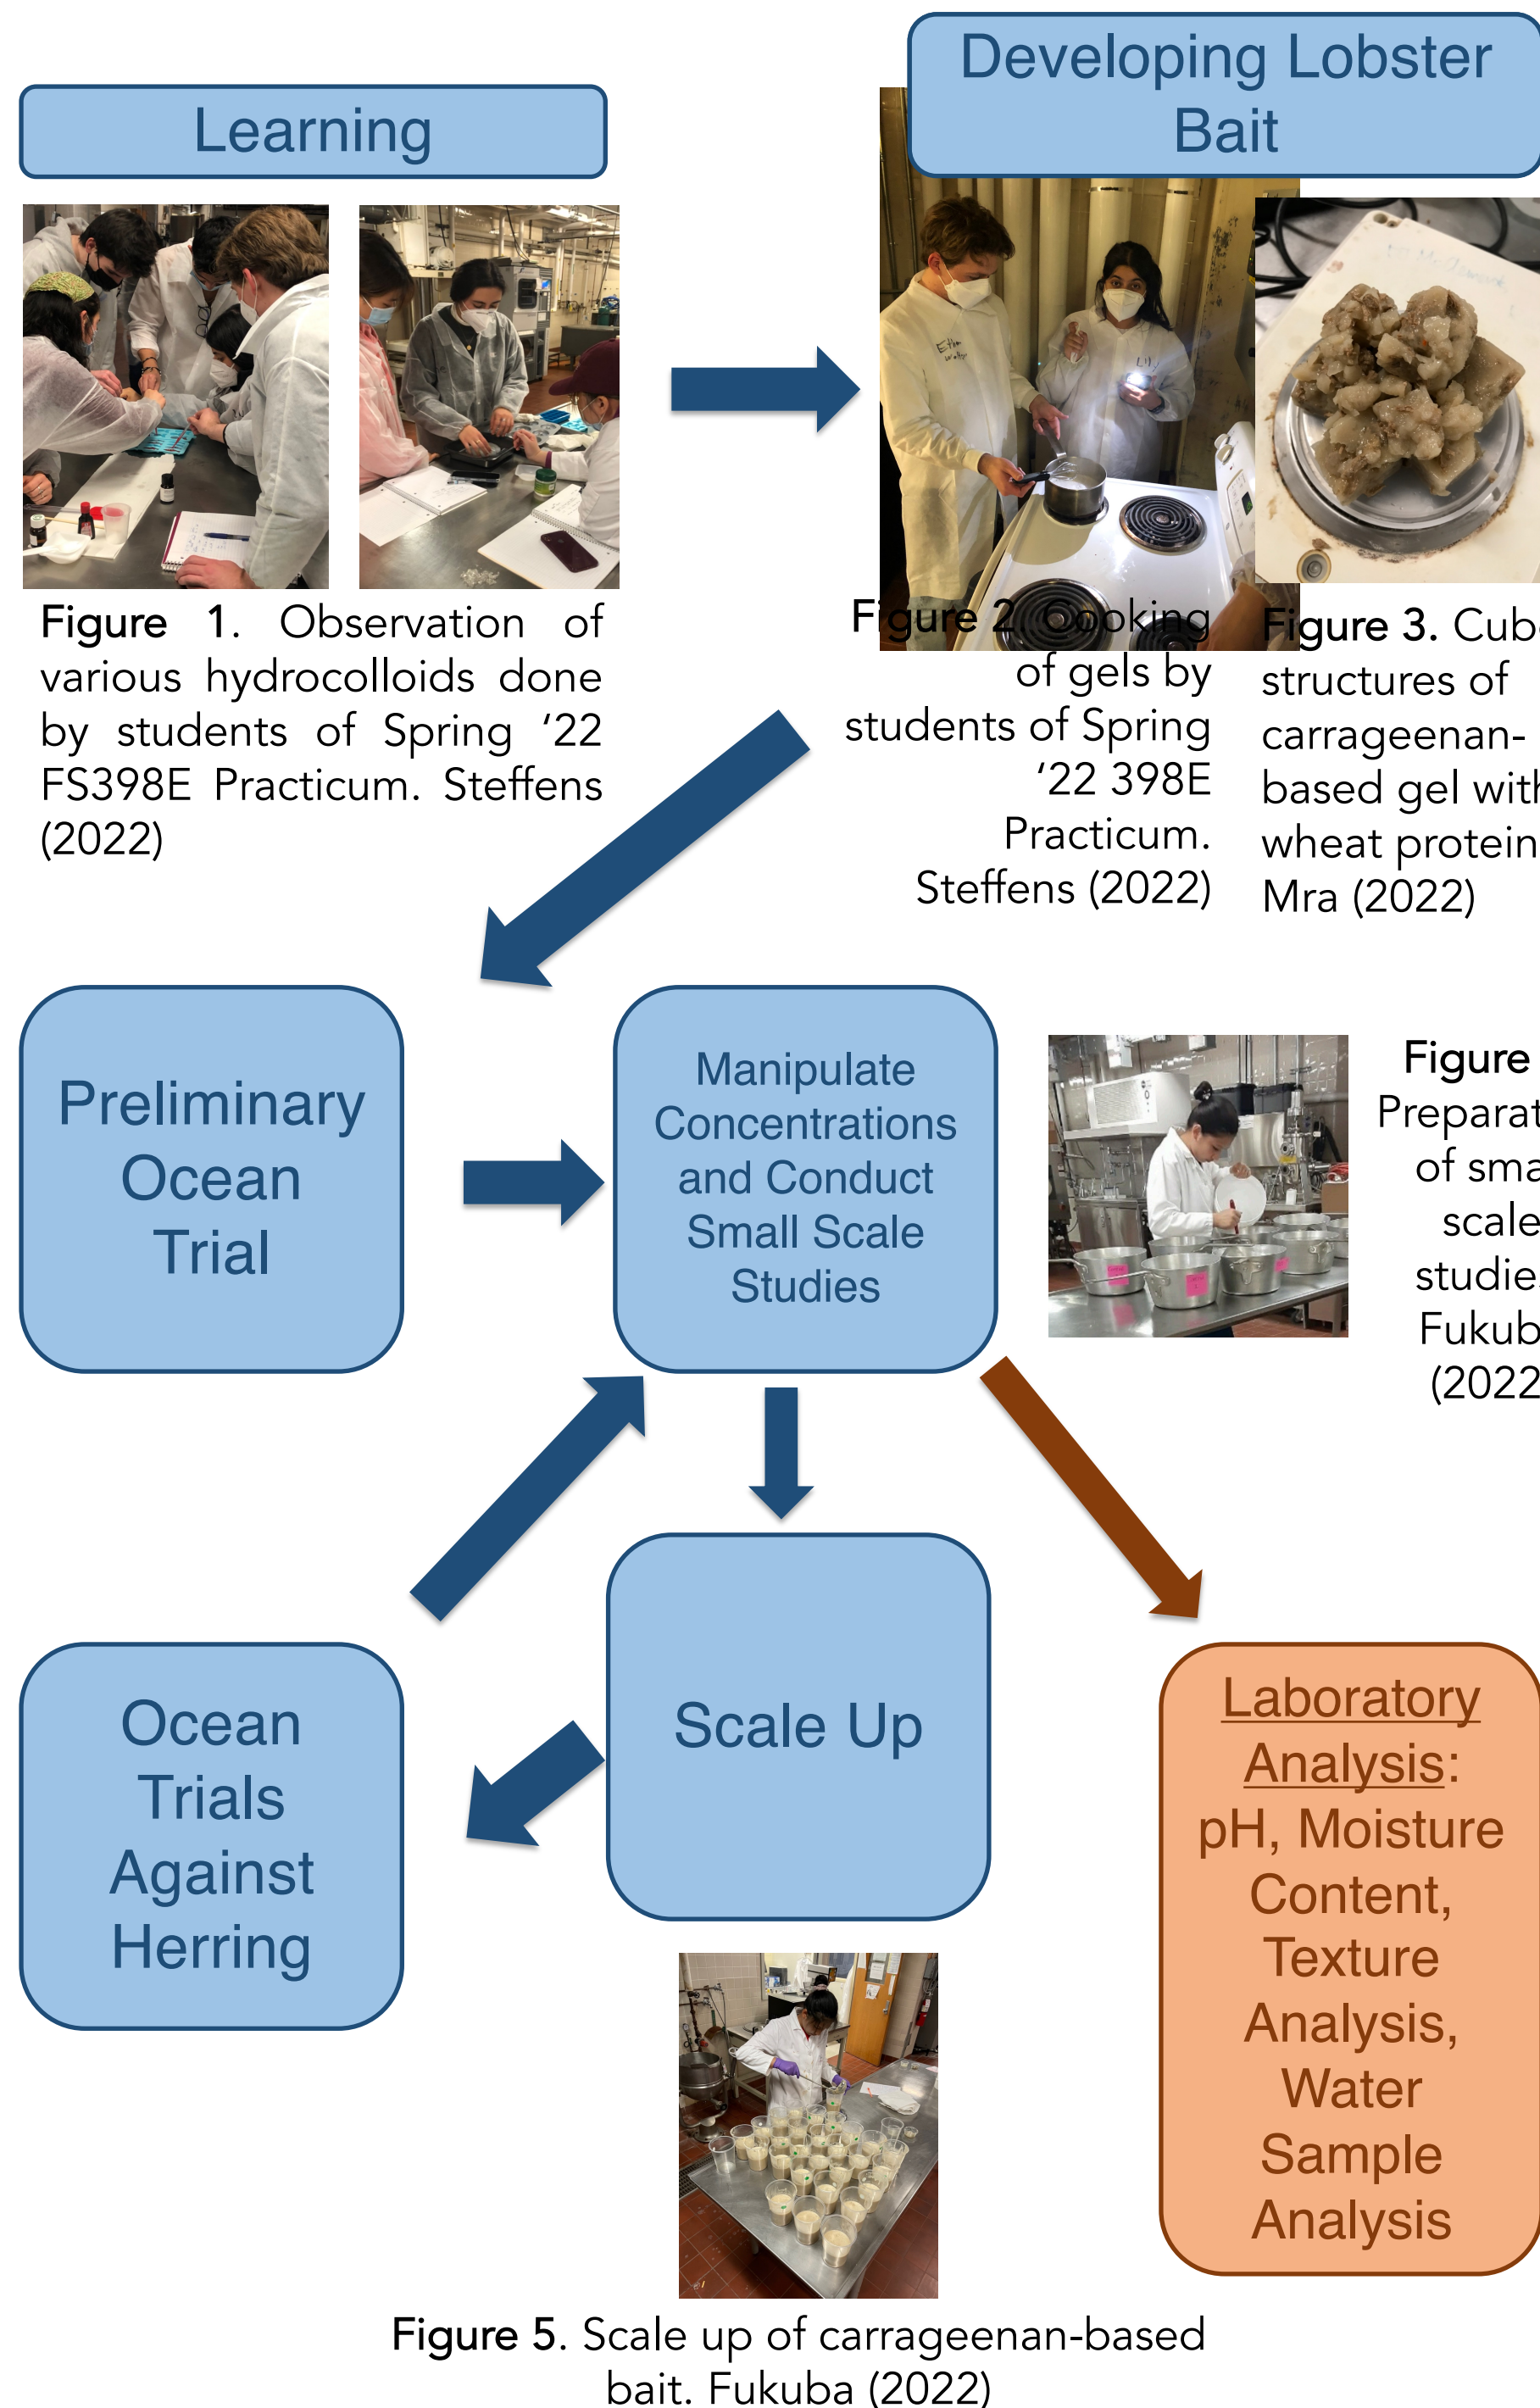 Learning
Developing Lobster
Bait
Figure 1. Observation of
various hydrocolloids done
by students of Spring ‘22
FS398E Practicum. Steffens
(2022)
Figure 2. Cooking
of gels by
students of Spring
‘22 398E
Practicum.
Steffens (2022)
Figure 3. Cub
structures of
carrageenan-
based gel with
wheat protein
Mra (2022)
Preliminary
Ocean
Trial
Manipulate
Concentrations
and Conduct
Small Scale
Studies
Figure
Preparat
of sma
scale
studies
Fukub
(2022
Scale Up
Ocean
Trials
Against
Herring
Laboratory
Analysis:
pH, Moisture
Content,
Texture
Analysis,
Water
Sample
Analysis
Figure 5. Scale up of carrageenan-based
bait. Fukuba (2022)